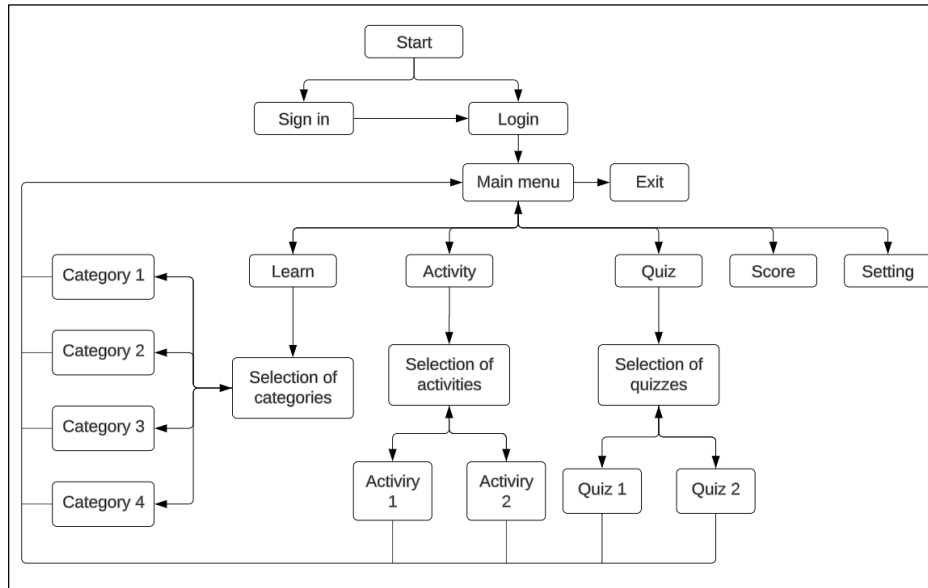 Start
Sign in
Login
Main menu
Exit
Learn
Activity
Quiz
Score
Setting
Category 1
Category 2
Category 3
Category 4
Selection of
categories
Selection of
activities
Selection of
quizzes
Activiry
1
Activiry
2
Quiz 1
Quiz 2